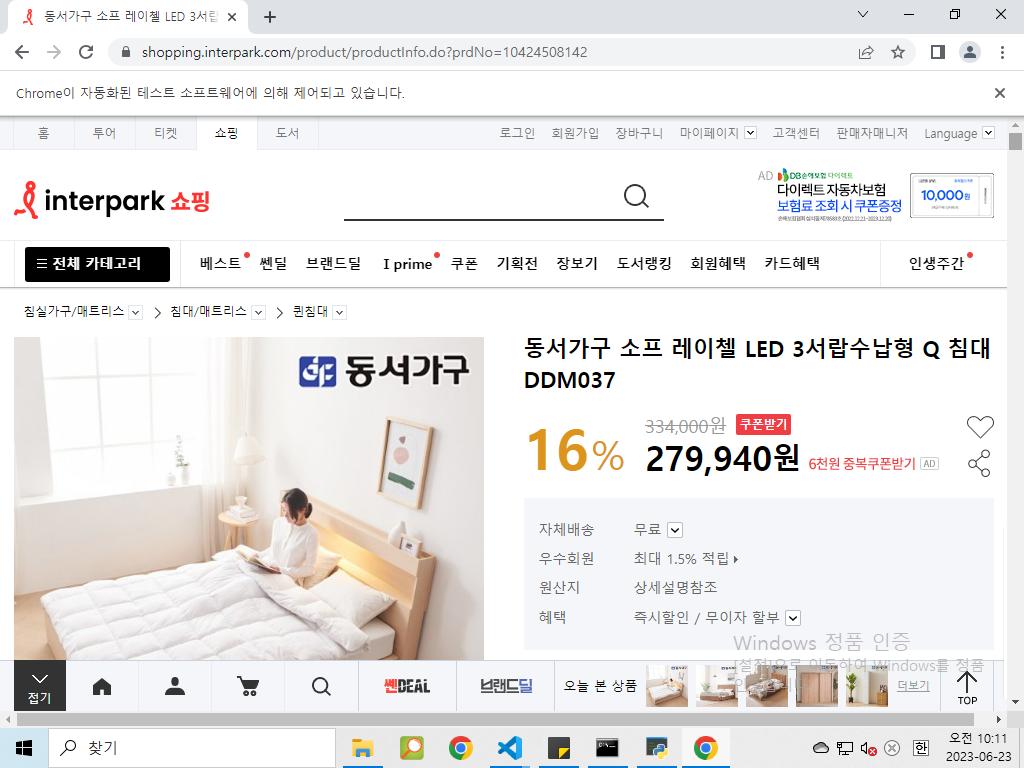 동서가구 소프 레이첼 LED 3서랍
shopping.interpark.com/product/productInfo.do?prdNo=10424508142
Chrome이 자동화된 테스트 소프트웨어에 의해 제어되고 있습니다.
홈 투어 티켓 쇼핑 도서 로그인 회원가입 장바구니 마이페이지 고객센터 판매자매니저 Language
interpark 쇼핑
AD DB손해보험 다이렉트
다이렉트 자동차보험
보험료 조회 시 쿠폰증정
10,000원
전체 카테고리 베스트 쎈딜 브랜드딜 I prime 쿠폰 기획전 장보기 도서랭킹 회원혜택 카드혜택 인생주간
침실가구/매트리스 침대/매트리스 퀸침대
동서가구
동서가구 소프 레이첼 LED 3서랍수납형 Q 침대
DDM037
16%
334,000원 쿠폰받기
279,940원 6천원 중복쿠폰받기 AD
자체배송 무료
우수회원 최대 1.5% 적립
원산지 상세설명참조
혜택 즉시할인 / 무이자 할부
Windows 정품 인증
[설정]으로 이동하여 Windows를 정품
접기
쎈DEAL 브랜드딜 오늘 본 상품 더보기 TOP
찾기
한
오전 10:11
2023-06-23